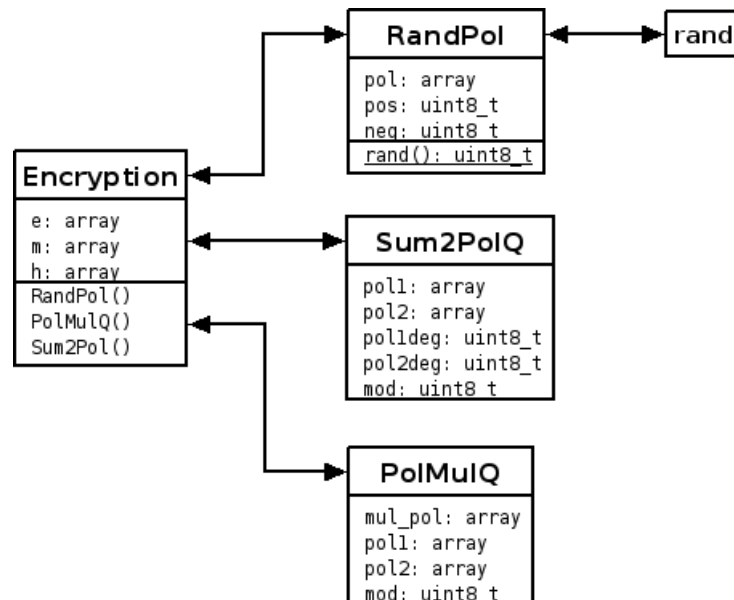 RandPol
pol: array
pos: uint8_t
neg: uint8_t
rand(): uint8_t
rand
Encryption
e: array
m: array
h: array
RandPol()
PolMulQ()
Sum2Pol()
Sum2PolQ
pol1: array
pol2: array
pol1deg: uint8_t
pol2deg: uint8_t
mod: uint8_t
PolMulQ
mul_pol: array
pol1: array
pol2: array
mod: uint8_t